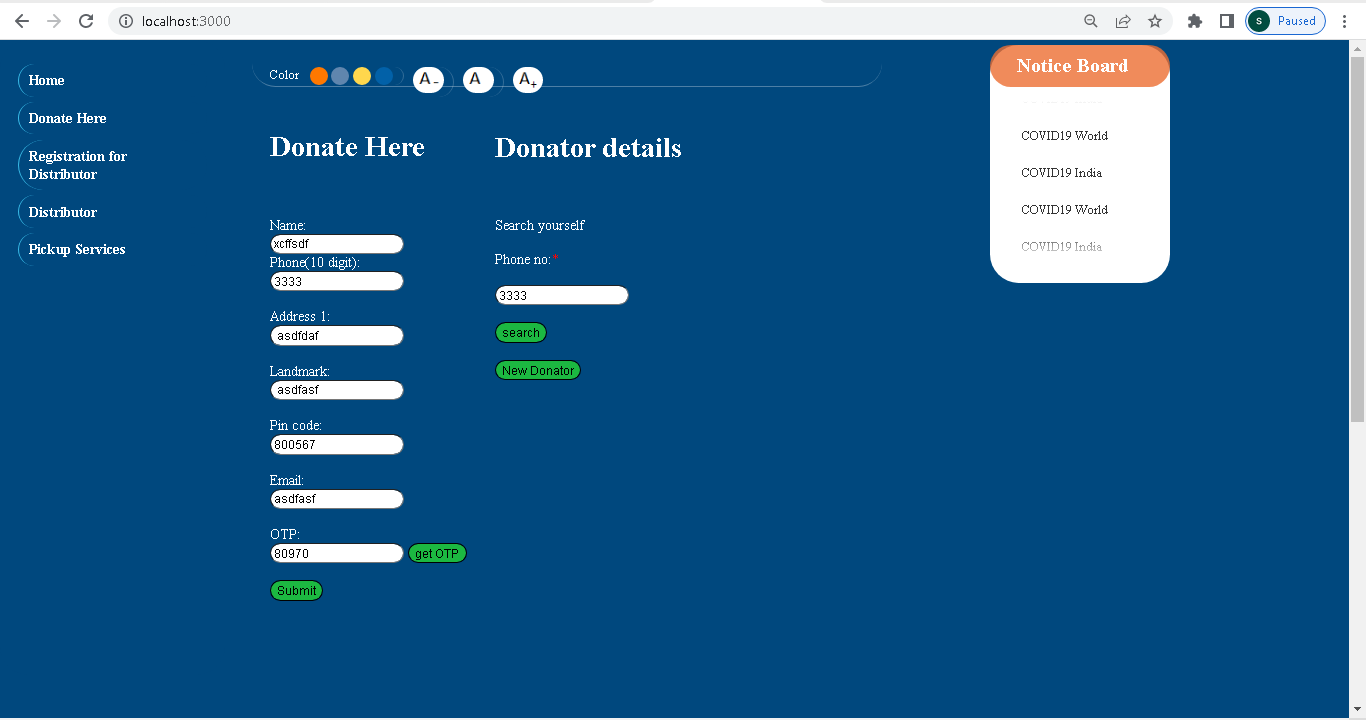 localhost:3000
S
Paused
Home
Donate Here
Registration for
Distributor
Distributor
Pickup Services
Color
A-
A
A+
Donate Here
Name:
xcffsdf
Phone(10 digit):
3333
Address 1:
asdfdaf
Landmark:
asdfasf
Pin code:
800567
Email:
asdfasf
OTP:
80970
get OTP
Submit
Donator details
Search yourself
Phone no:*
3333
search
New Donator
Notice Board
COVID19 World
COVID19 India
COVID19 World
COVID19 India